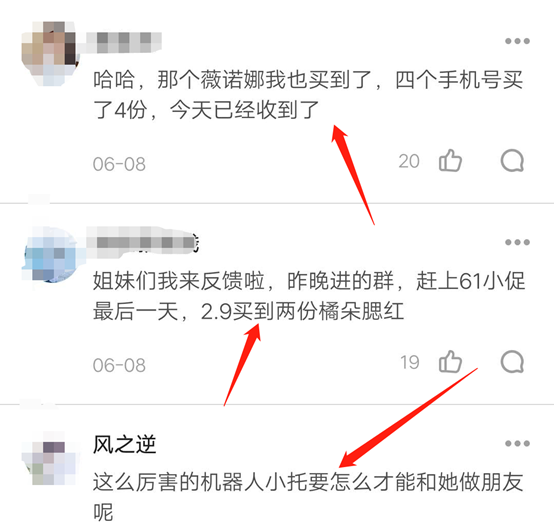 哈哈，那个薇诺娜我也买到了，四个手机号买
了4份，今天已经收到了
06-08
20
姐妹们我来反馈啦，昨晚进的群，赶上61小促
最后一天，2.9买到两份橘朵腮红
06-08
19
风之逆
这么厉害的机器人小托要怎么才能和她做朋友
呢